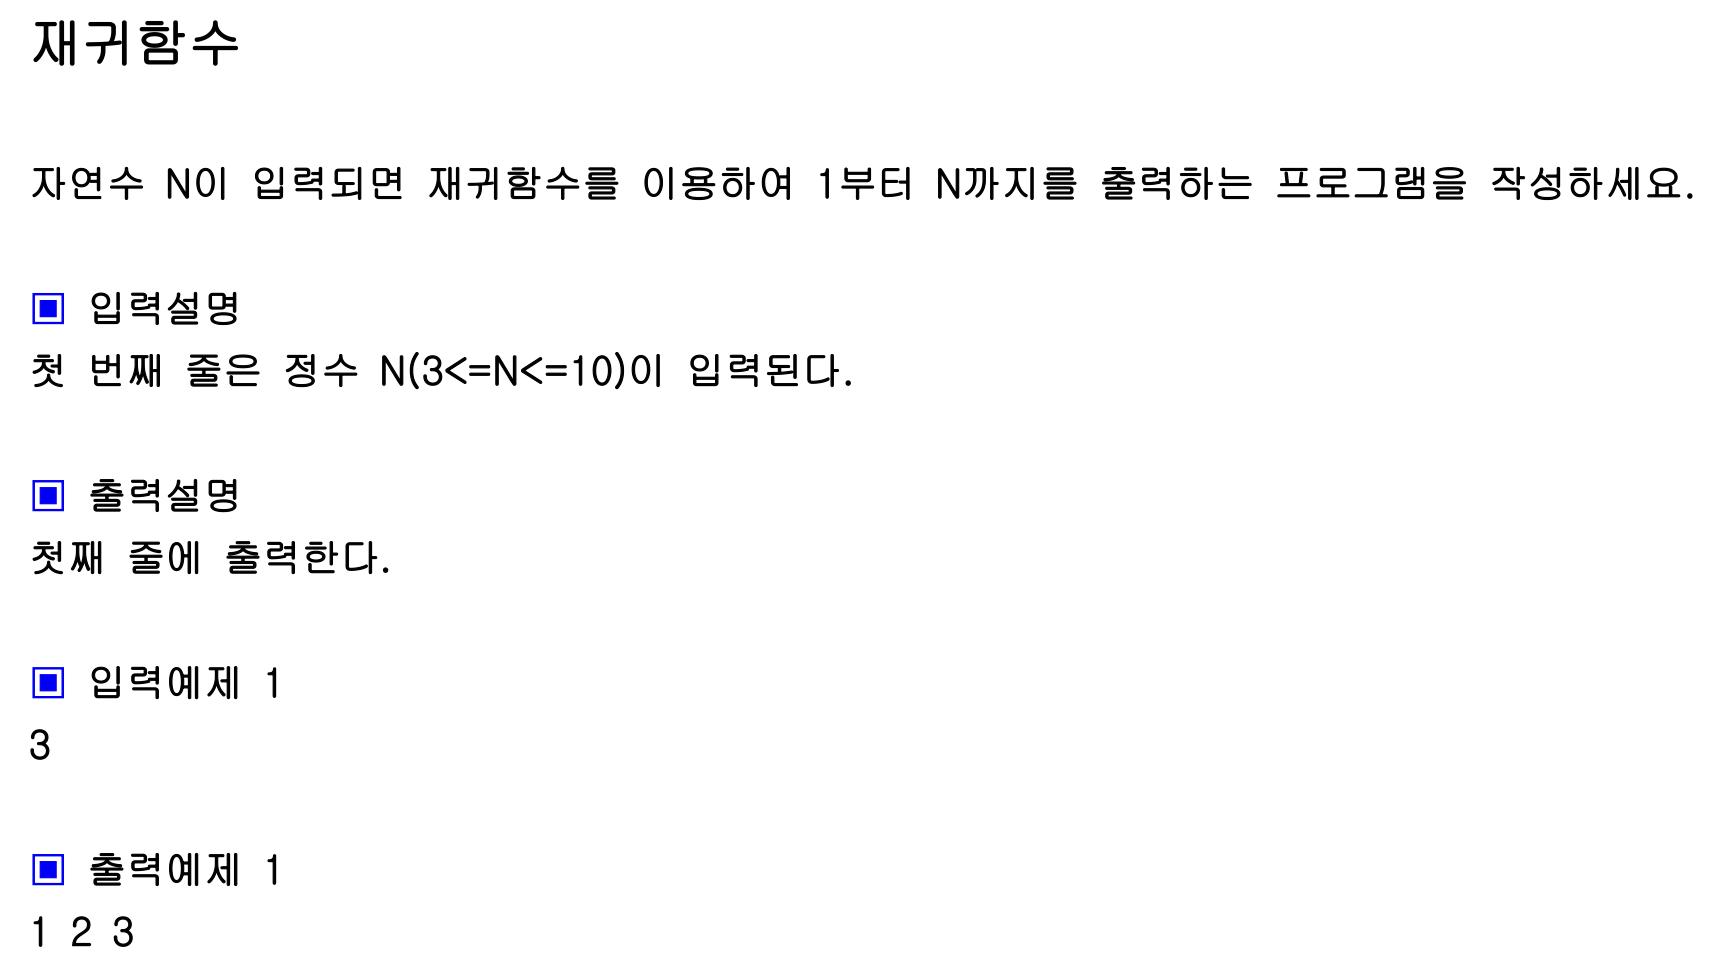 재귀함수
자연수 N이 입력되면 재귀함수를 이용하여 1부터 N까지를 출력하는 프로그램을 작성하세요.
▣ 입력설명
첫 번째 줄은 정수 N(3<=N<=10)이 입력된다.
▣ 출력설명
첫째 줄에 출력한다.
▣ 입력예제 1
3
▣ 출력예제 1
1 2 3